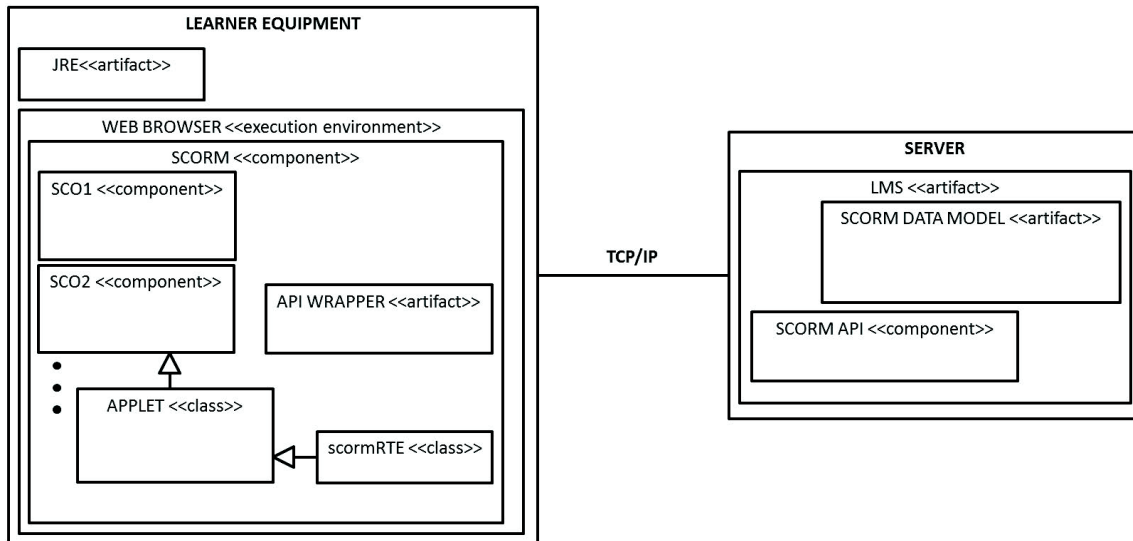 LEARNER EQUIPMENT
JRE<<artifact>>
WEB BROWSER <<execution environment>>
SCORM <<component>>
SCO1 <<component>>
SCO2 <<component>>
API WRAPPER <<artifact>>
APPLET <<class>>
scormRTE <<class>>
TCP/IP
SERVER
LMS <<artifact>>
SCORM DATA MODEL <<artifact>>
SCORM API <<component>>